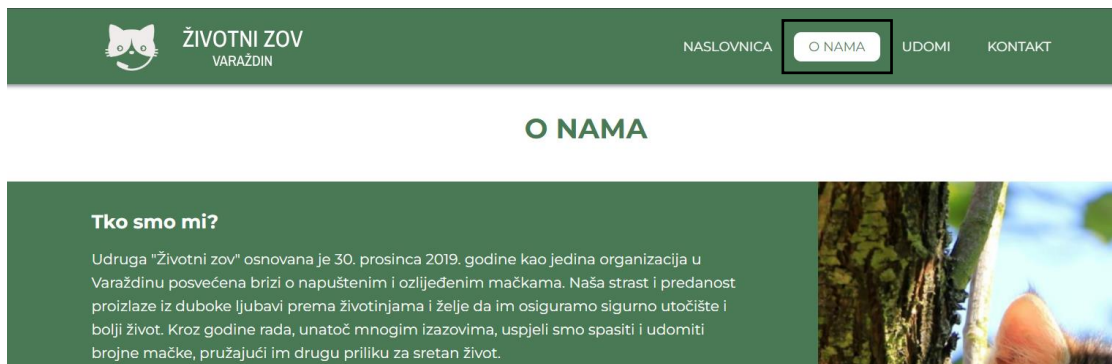 ŽIVOTNI ZOV
VARAŽDIN
NASLOVNICA O NAMA UDOMI KONTAKT
O NAMA
Tko smo mi?
Udruga "Životni zov" osnovana je 30. prosinca 2019. godine kao jedina organizacija u
Varaždinu posvećena brizi o napuštenim i ozlijeđenim mačkama. Naša strast i predanost
proizlaze iz duboke ljubavi prema životinjama i želje da im osiguramo sigurno utočište i
bolji život. Kroz godine rada, unatoč mnogim izazovima, uspjeli smo spasiti i udomiti
brojne mačke, pružajući im drugu priliku za sretan život.